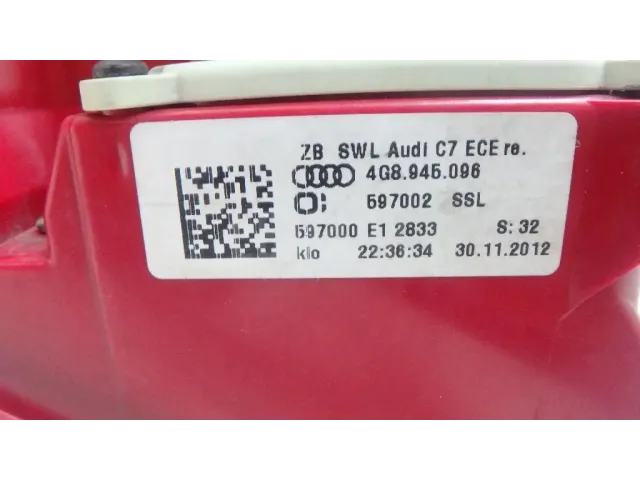 ZB SWL Audi C7 ECE re.
4G8.945.096
597002 SSL
597000 E1 2833 S: 32
klo 22:36:34 30.11.2012